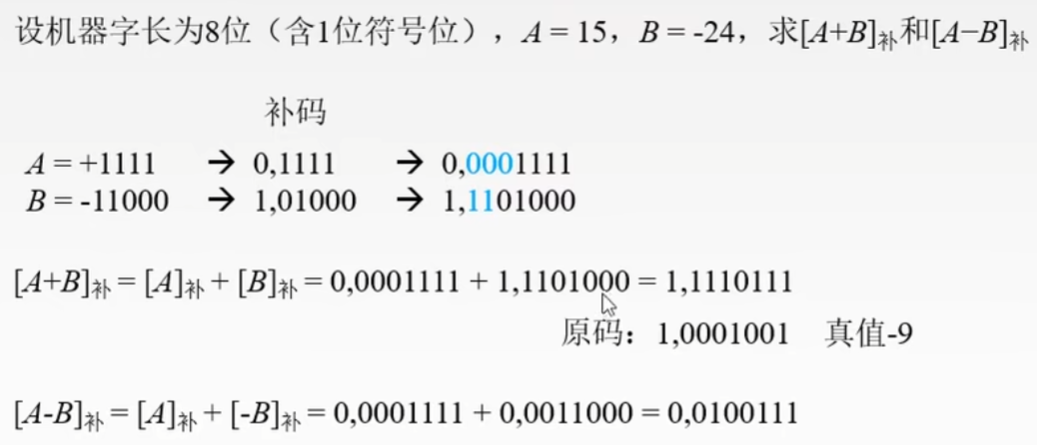 设机器字长为8位（含1位符号位），A = 15，B = -24，求[A+B]补和[A−B]补
补码
A = +1111 → 0,1111 → 0,0001111
B = -11000 → 1,01000 → 1,1101000
[A+B]补 = [A]补 + [B]补 = 0,0001111 + 1,1101000 = 1,1110111
原码：1,0001001 真值-9
[A-B]补 = [A]补 + [-B]补 = 0,0001111 + 0,0011000 = 0,0100111